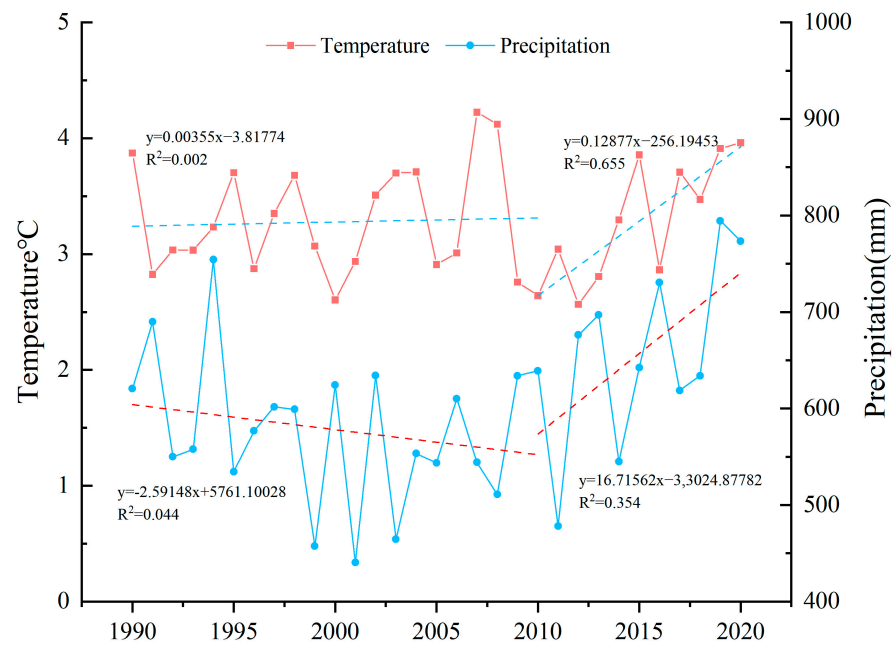 Temperature Precipitation
y=0.00355x−3.81774
R²=0.002
y=0.12877x−256.19453
R²=0.655
y=-2.59148x+5761.10028
R²=0.044
y=16.71562x−3,3024.87782
R²=0.354
Temperature℃
5
4
3
2
1
0
Precipitation(mm)
1000
900
800
700
600
500
400
1990 1995 2000 2005 2010 2015 2020